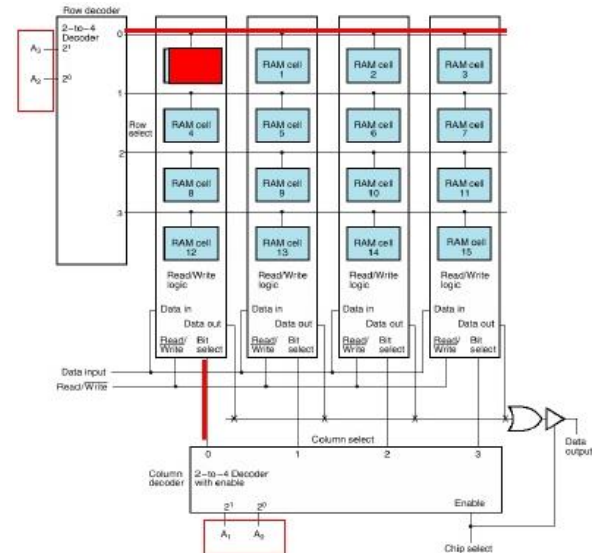 Row decoder
2-to-4
Decoder
A3 2¹
A2 2⁰
0
1
2
3
Row
select
RAM cell
1
RAM cell
2
RAM cell
3
RAM cell
4
RAM cell
5
RAM cell
6
RAM cell
7
RAM cell
8
RAM cell
9
RAM cell
10
RAM cell
11
RAM cell
12
RAM cell
13
RAM cell
14
RAM cell
15
Read/Write
logic
Read/Write
logic
Read/Write
logic
Read/Write
logic
Data in
Data in
Data in
Data in
Data out
Data out
Data out
Data out
Read/
Write
Bit
select
Read/
Write
Bit
select
Read/
Write
Bit
select
Read/
Write
Bit
select
Data input
Read/Write
Column select
Data
output
0 1 2 3
Column
decoder
2-to-4 Decoder
with enable
2¹ 2⁰
Enable
A1 A0
Chip select